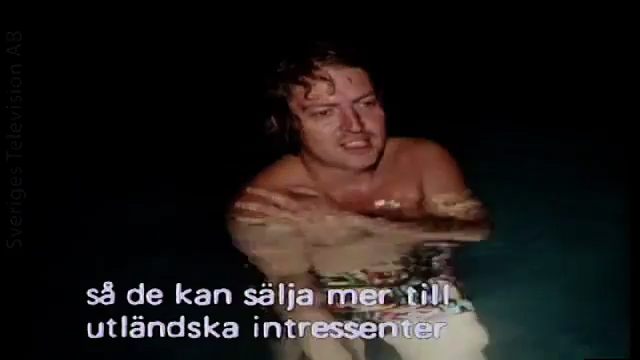 Sveriges Television AB
så de kan sälja mer till
utländska intressenter